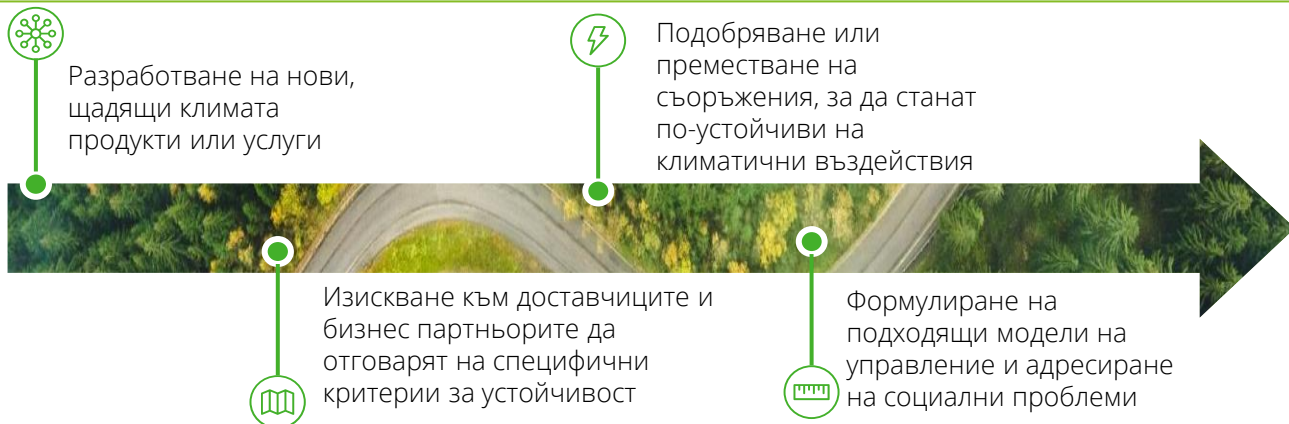 Разработване на нови,
щадящи климата
продукти или услуги
Изискване към доставчиците и
бизнес партньорите да
отговарят на специфични
критерии за устойчивост
Подобряване или
преместване на
съоръжения, за да станат
по-устойчиви на
климатични въздействия
Формулиране на
подходящи модели на
управление и адресиране
на социални проблеми